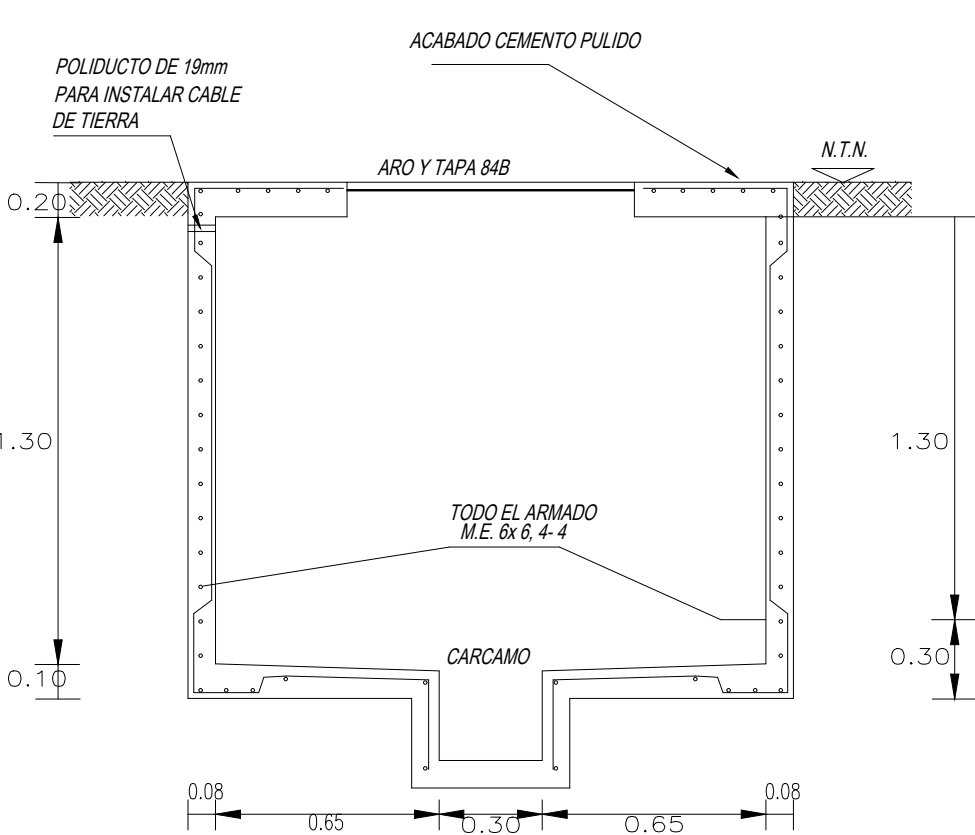 ACABADO CEMENTO PULIDO
POLIDUCTO DE 19mm
PARA INSTALAR CABLE
DE TIERRA
N.T.N.
ARO Y TAPA 84B
0.20
1.30
1.30
TODO EL ARMADO
M.E. 6x 6, 4- 4
CARCAMO
0.10
0.30
0.08
0.65
0.30
0.65
0.08